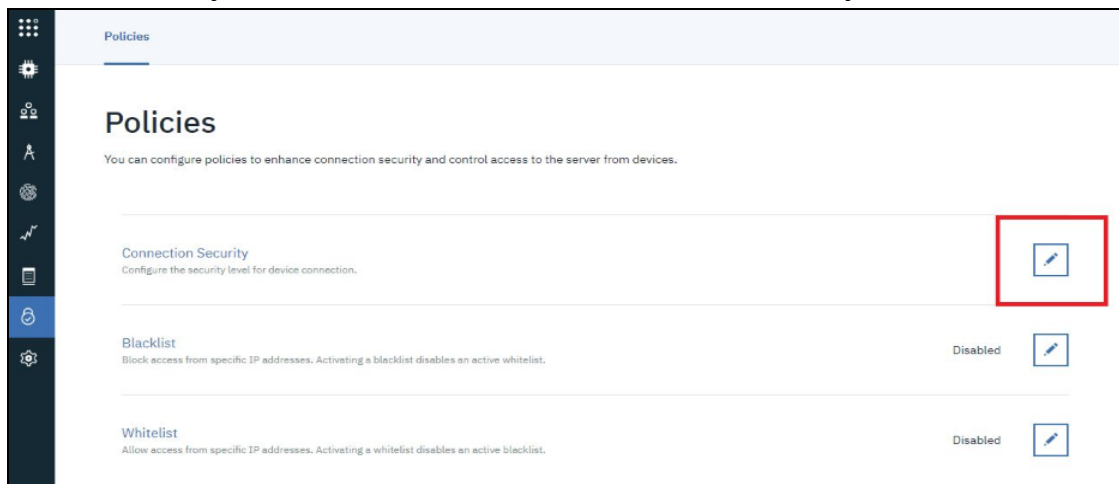 Policies
Policies
You can configure policies to enhance connection security and control access to the server from devices.
Connection Security
Configure the security level for device connection.
Blacklist
Block access from specific IP addresses. Activating a blacklist disables an active whitelist.
Disabled
Whitelist
Allow access from specific IP addresses. Activating a whitelist disables an active blacklist.
Disabled